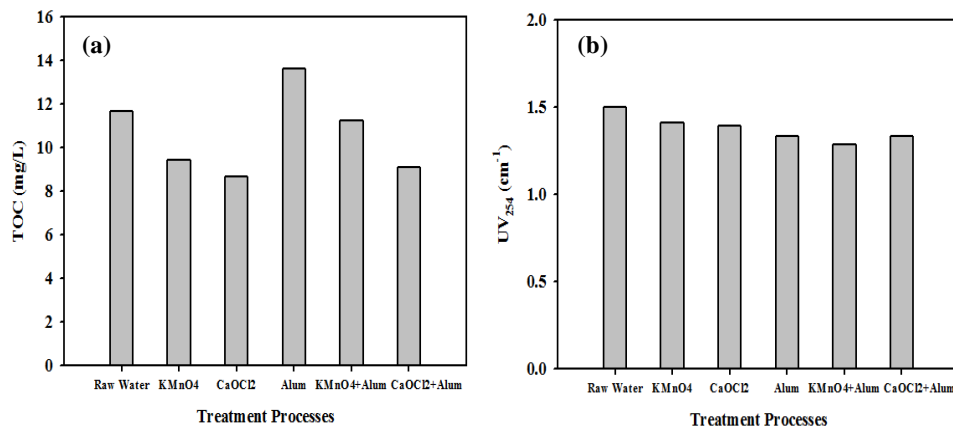 (a)
16
14
12
10
8
6
4
2
0
TOC (mg/L)
Raw Water KMnO4 CaOCl2 Alum KMnO4+Alum CaOCl2+Alum
Treatment Processes
(b)
2.0
1.5
1.0
0.5
0.0
UV254 (cm-1)
Raw Water KMnO4 CaOCl2 Alum KMnO4+Alum CaOCl2+Alum
Treatment Processes